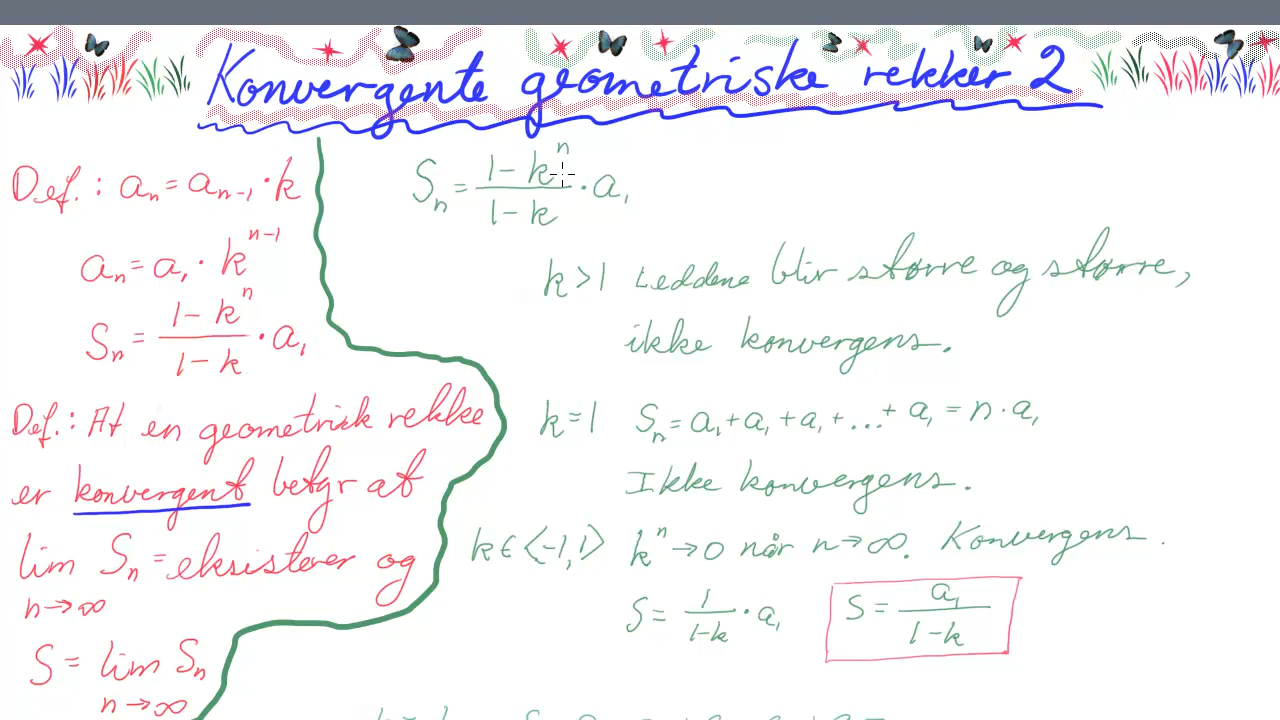 Konvergente geometriske rekker 2
Def.: aₙ = aₙ₋₁ · k
aₙ = a₁ · kⁿ⁻¹
Sₙ = (1 - kⁿ)/(1 - k) · a₁
Def.: At en geometrisk rekke
er konvergent betyr at
lim Sₙ = eksisterer og
n → ∞
S = lim Sₙ
n → ∞
Sₙ = (1 - kⁿ)/(1 - k) · a₁
k > 1 Leddene blir større og større,
ikke konvergens.
k = 1 Sₙ = a₁ + a₁ + a₁ + ... + a₁ = n · a₁
Ikke konvergens.
k ∈ ⟨-1, 1⟩ kⁿ → 0 når n → ∞. Konvergens.
S = 1/(1-k) · a₁ S = a₁/(1-k)